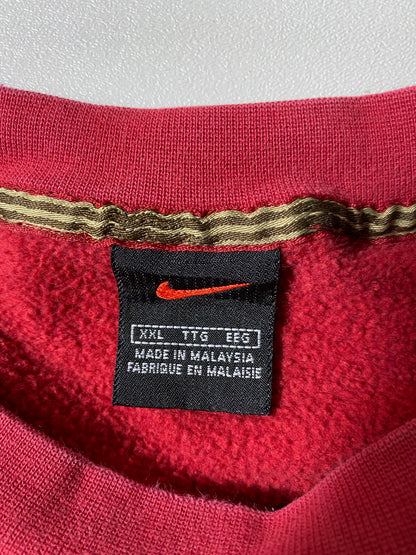 XXL TTG EEG
MADE IN MALAYSIA
FABRIQUE EN MALAISIE